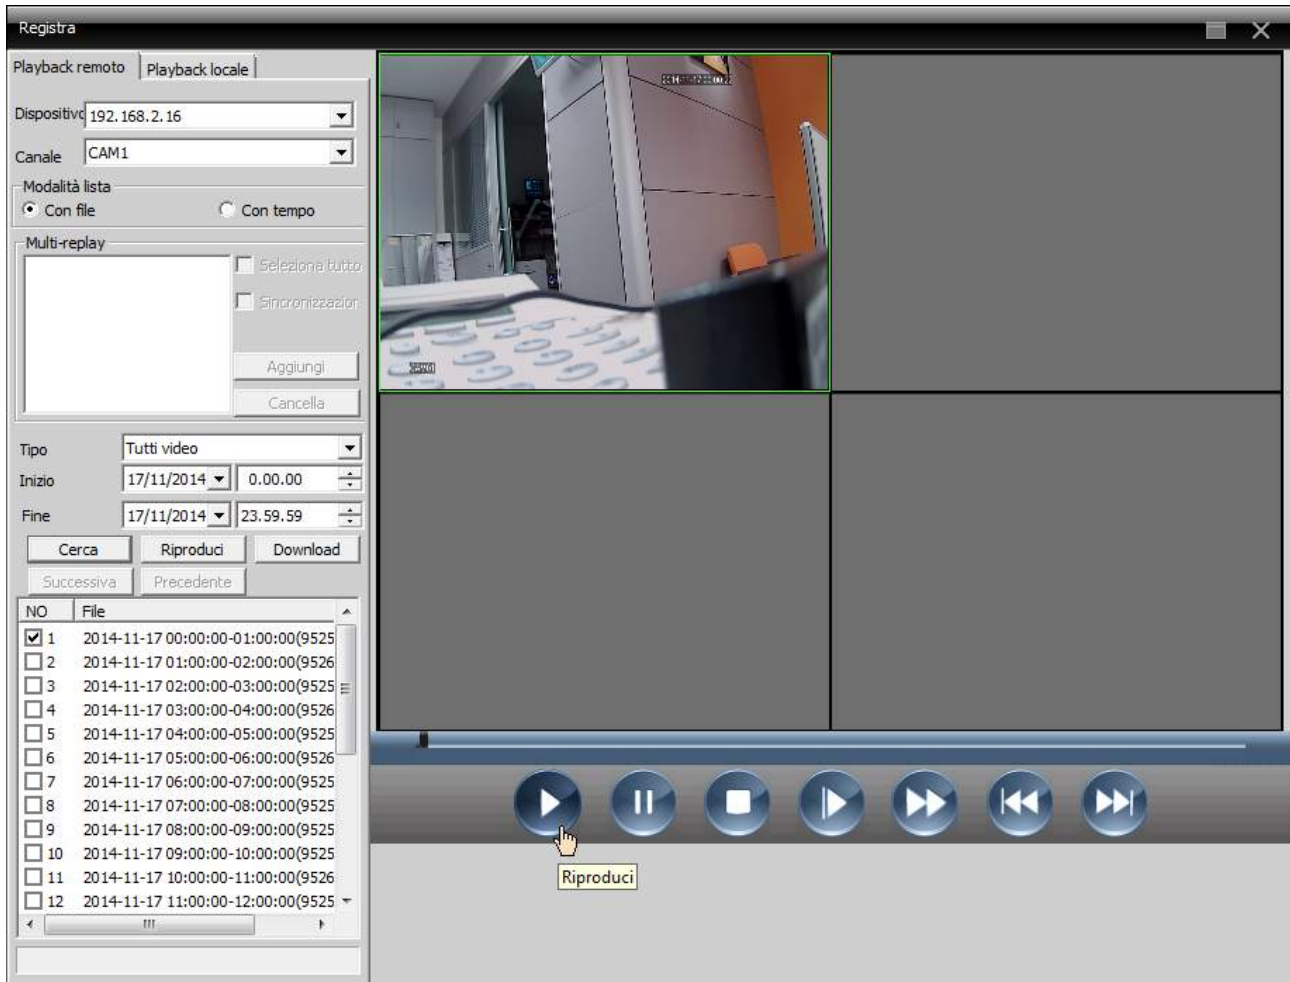 Registra
Playback remoto
Playback locale
Dispositivo
192.168.2.16
Canale
CAM1
Modalità lista
Con file
Con tempo
Multi-replay
Seleziona tutto
Sincronizzazior
Aggiungi
Cancella
Tipo
Tutti video
Inizio
17/11/2014
0.00.00
Fine
17/11/2014
23.59.59
Cerca
Riproduci
Download
Successiva
Precedente
NO File
1 2014-11-17 00:00:00-01:00:00(9525
2 2014-11-17 01:00:00-02:00:00(9526
3 2014-11-17 02:00:00-03:00:00(9525
4 2014-11-17 03:00:00-04:00:00(9526
5 2014-11-17 04:00:00-05:00:00(9525
6 2014-11-17 05:00:00-06:00:00(9526
7 2014-11-17 06:00:00-07:00:00(9525
8 2014-11-17 07:00:00-08:00:00(9525
9 2014-11-17 08:00:00-09:00:00(9525
10 2014-11-17 09:00:00-10:00:00(9525
11 2014-11-17 10:00:00-11:00:00(9526
12 2014-11-17 11:00:00-12:00:00(9525
Riproduci